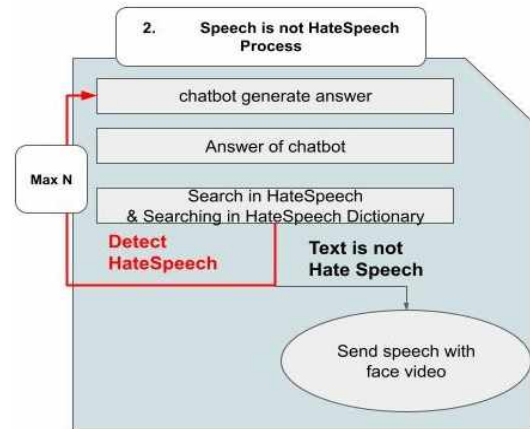 2. Speech is not HateSpeech
Process
chatbot generate answer
Answer of chatbot
Max N
Search in HateSpeech
& Searching in HateSpeech Dictionary
Detect
HateSpeech
Text is not
Hate Speech
Send speech with
face video